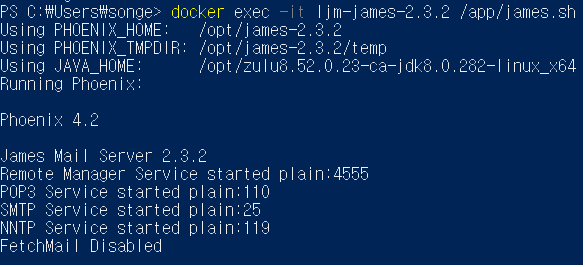 PS C:₩Users₩songe> docker exec -it ljm-james-2.3.2 /app/james.sh
Using PHOENIX_HOME:   /opt/james-2.3.2
Using PHOENIX_TMPDIR: /opt/james-2.3.2/temp
Using JAVA_HOME:      /opt/zulu8.52.0.23-ca-jdk8.0.282-linux_x64
Running Phoenix:
Phoenix 4.2
James Mail Server 2.3.2
Remote Manager Service started plain:4555
POP3 Service started plain:110
SMTP Service started plain:25
NNTP Service started plain:119
FetchMail Disabled